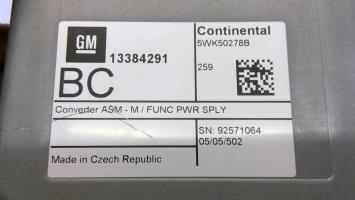 GM
13384291
BC
Continental
5WK50278B
259
Converter ASM - M / FUNC PWR SPLY
SN: 92571064
05/05/502
Made in Czech Republic